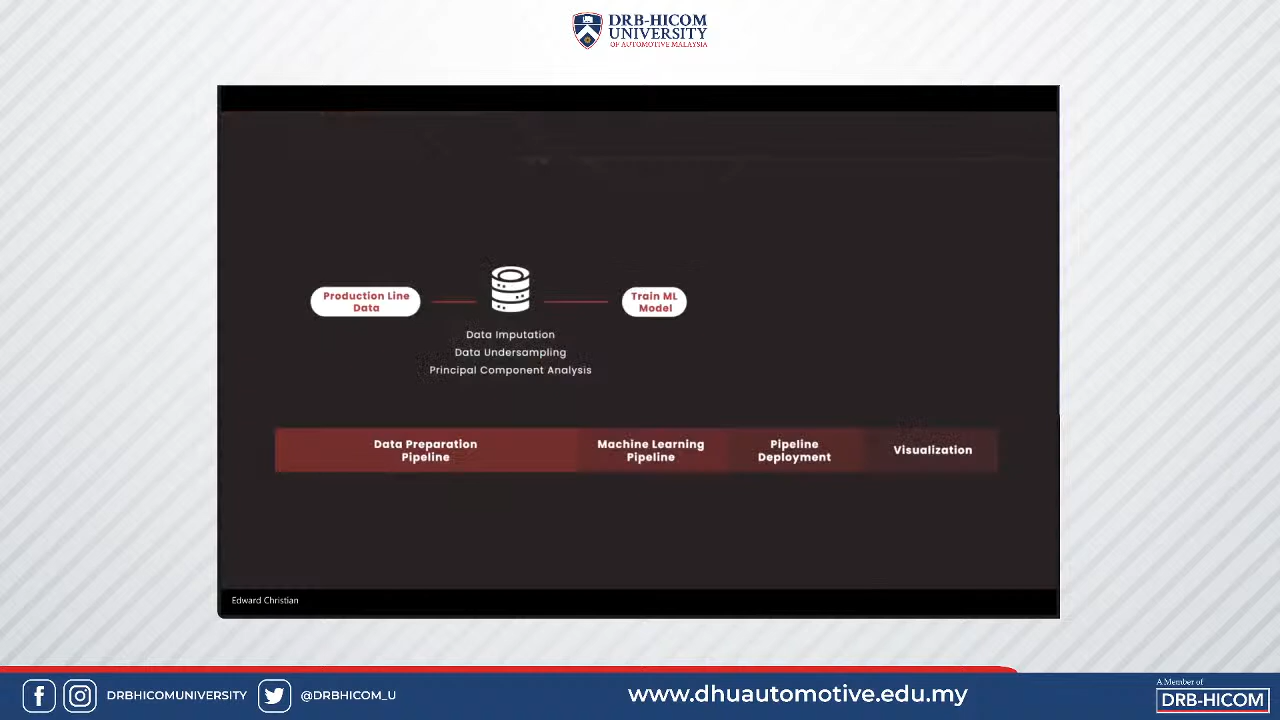 DRB-HICOM
UNIVERSITY
OF AUTOMOTIVE MALAYSIA
Production Line
Data
Train ML
Model
Data Imputation
Data Undersampling
Principal Component Analysis
Data Preparation
Pipeline
Machine Learning
Pipeline
Pipeline
Deployment
Visualization
Edward Christian
DRBHICOMUNIVERSITY
@DRBHICOM_U
www.dhuautomotive.edu.my
A Member of
DRB-HICOM